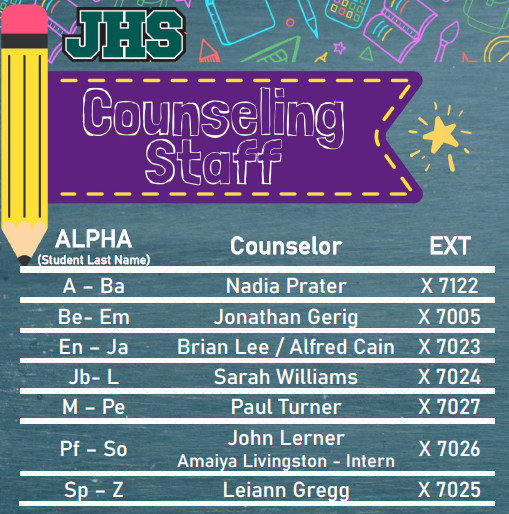 JHS
Counseling
Staff
ALPHA Counselor EXT
(Student Last Name)
A – Ba Nadia Prater X 7122
Be- Em Jonathan Gerig X 7005
En – Ja Brian Lee / Alfred Cain X 7023
Jb- L Sarah Williams X 7024
M – Pe Paul Turner X 7027
Pf – So John Lerner X 7026
Amaiya Livingston - Intern
Sp – Z Leiann Gregg X 7025